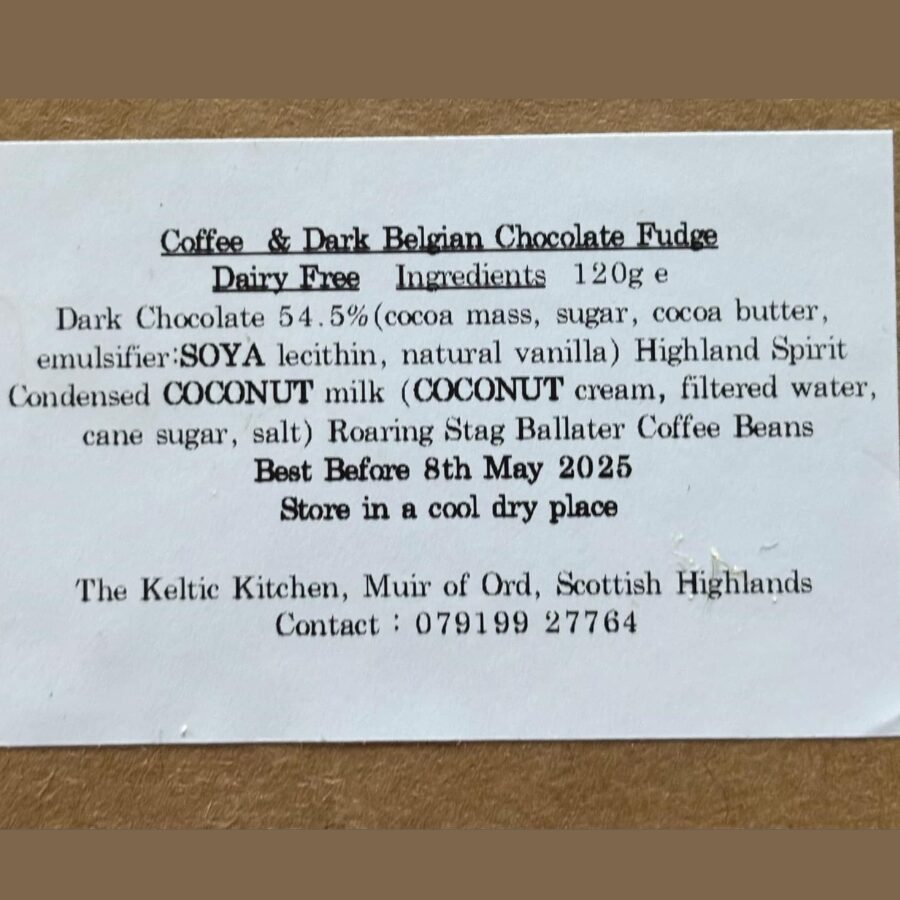 Coffee & Dark Belgian Chocolate Fudge
Dairy Free Ingredients 120g e
Dark Chocolate 54.5%(cocoa mass, sugar, cocoa butter,
emulsifier:SOYA lecithin, natural vanilla) Highland Spirit
Condensed COCONUT milk (COCONUT cream, filtered water,
cane sugar, salt) Roaring Stag Ballater Coffee Beans
Best Before 8th May 2025
Store in a cool dry place
The Keltic Kitchen, Muir of Ord, Scottish Highlands
Contact : 079199 27764